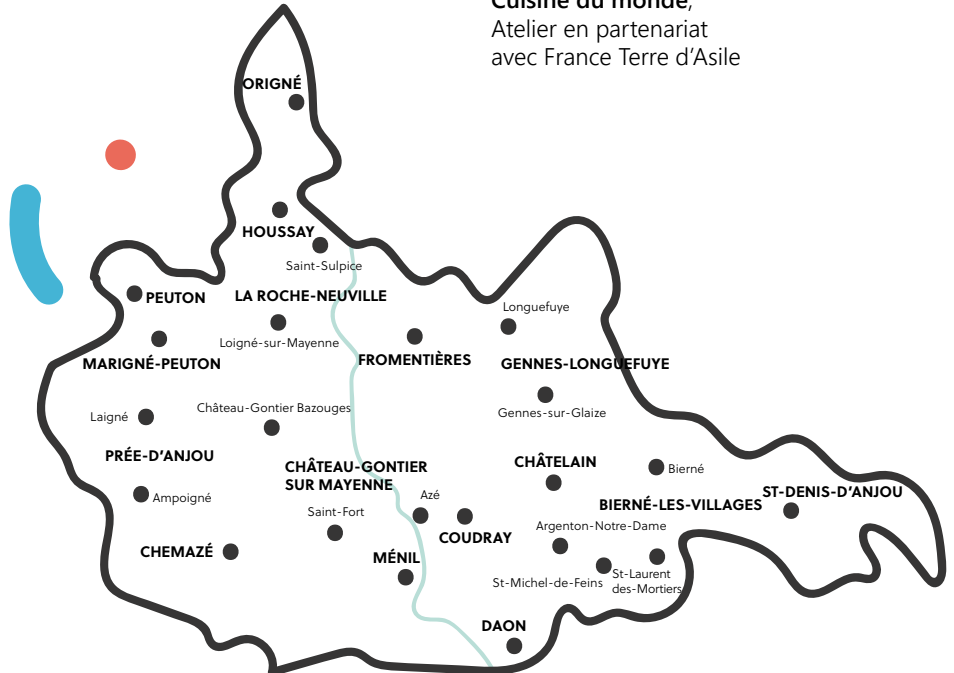 Cuisine du monde,
Atelier en partenariat
avec France Terre d'Asile
ORIGNÉ
HOUSSAY
Saint-Sulpice
PEUTON
LA ROCHE-NEUVILLE
Longuefuye
Loigné-sur-Mayenne
MARIGNÉ-PEUTON
FROMENTIÈRES
GENNES-LONGUEFUYE
Laigné
Château-Gontier Bazouges
Gennes-sur-Glaize
PRÉE-D'ANJOU
CHÂTEAU-GONTIER
SUR MAYENNE
CHÂTELAIN
Bierné
Ampoigné
Azé
ST-DENIS-D'ANJOU
BIERNÉ-LES-VILLAGES
Saint-Fort
Argenton-Notre-Dame
COUDRAY
CHEMAZÉ
MÉNIL
St-Michel-de-Feins
St-Laurent
des-Mortiers
DAON